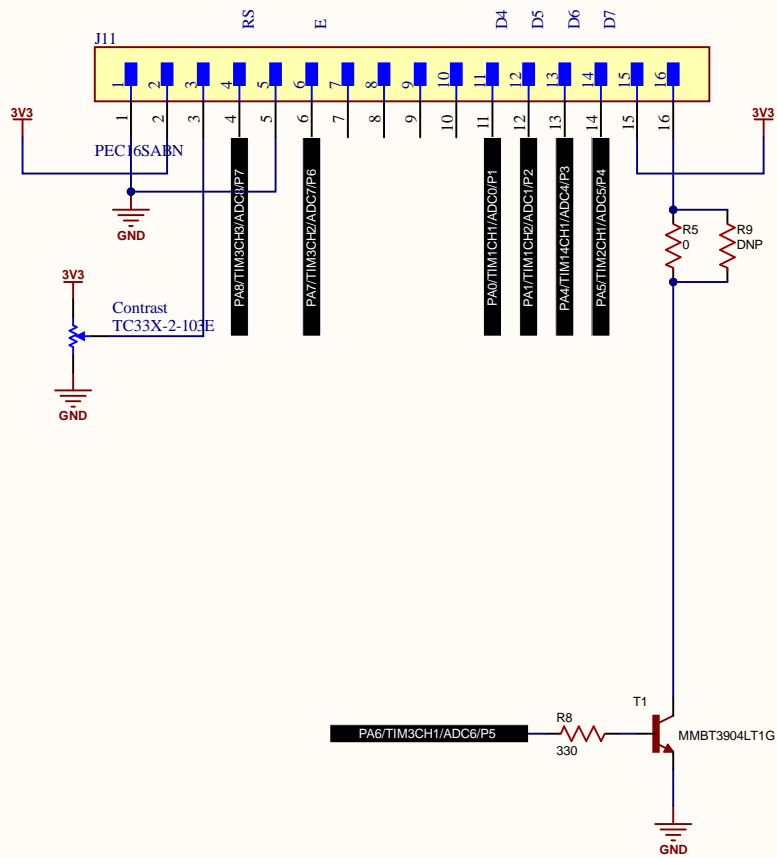 RS
E
D4
D5
D6
D7
J11
1
2
3
4
5
6
7
8
9
10
11
12
13
14
15
16
1
2
3
4
5
6
7
8
9
10
11
12
13
14
15
16
3V3
3V3
PEC16SABN
GND
PA8/TIM3CH3/ADC8/P7
PA7/TIM3CH2/ADC7/P6
PA0/TIM1CH1/ADC0/P1
PA1/TIM1CH2/ADC1/P2
PA4/TIM14CH1/ADC4/P3
PA5/TIM2CH1/ADC5/P4
R5
0
R9
DNP
3V3
Contrast
TC33X-2-103E
GND
T1
R8
PA6/TIM3CH1/ADC6/P5
330
MMBT3904LT1G
GND